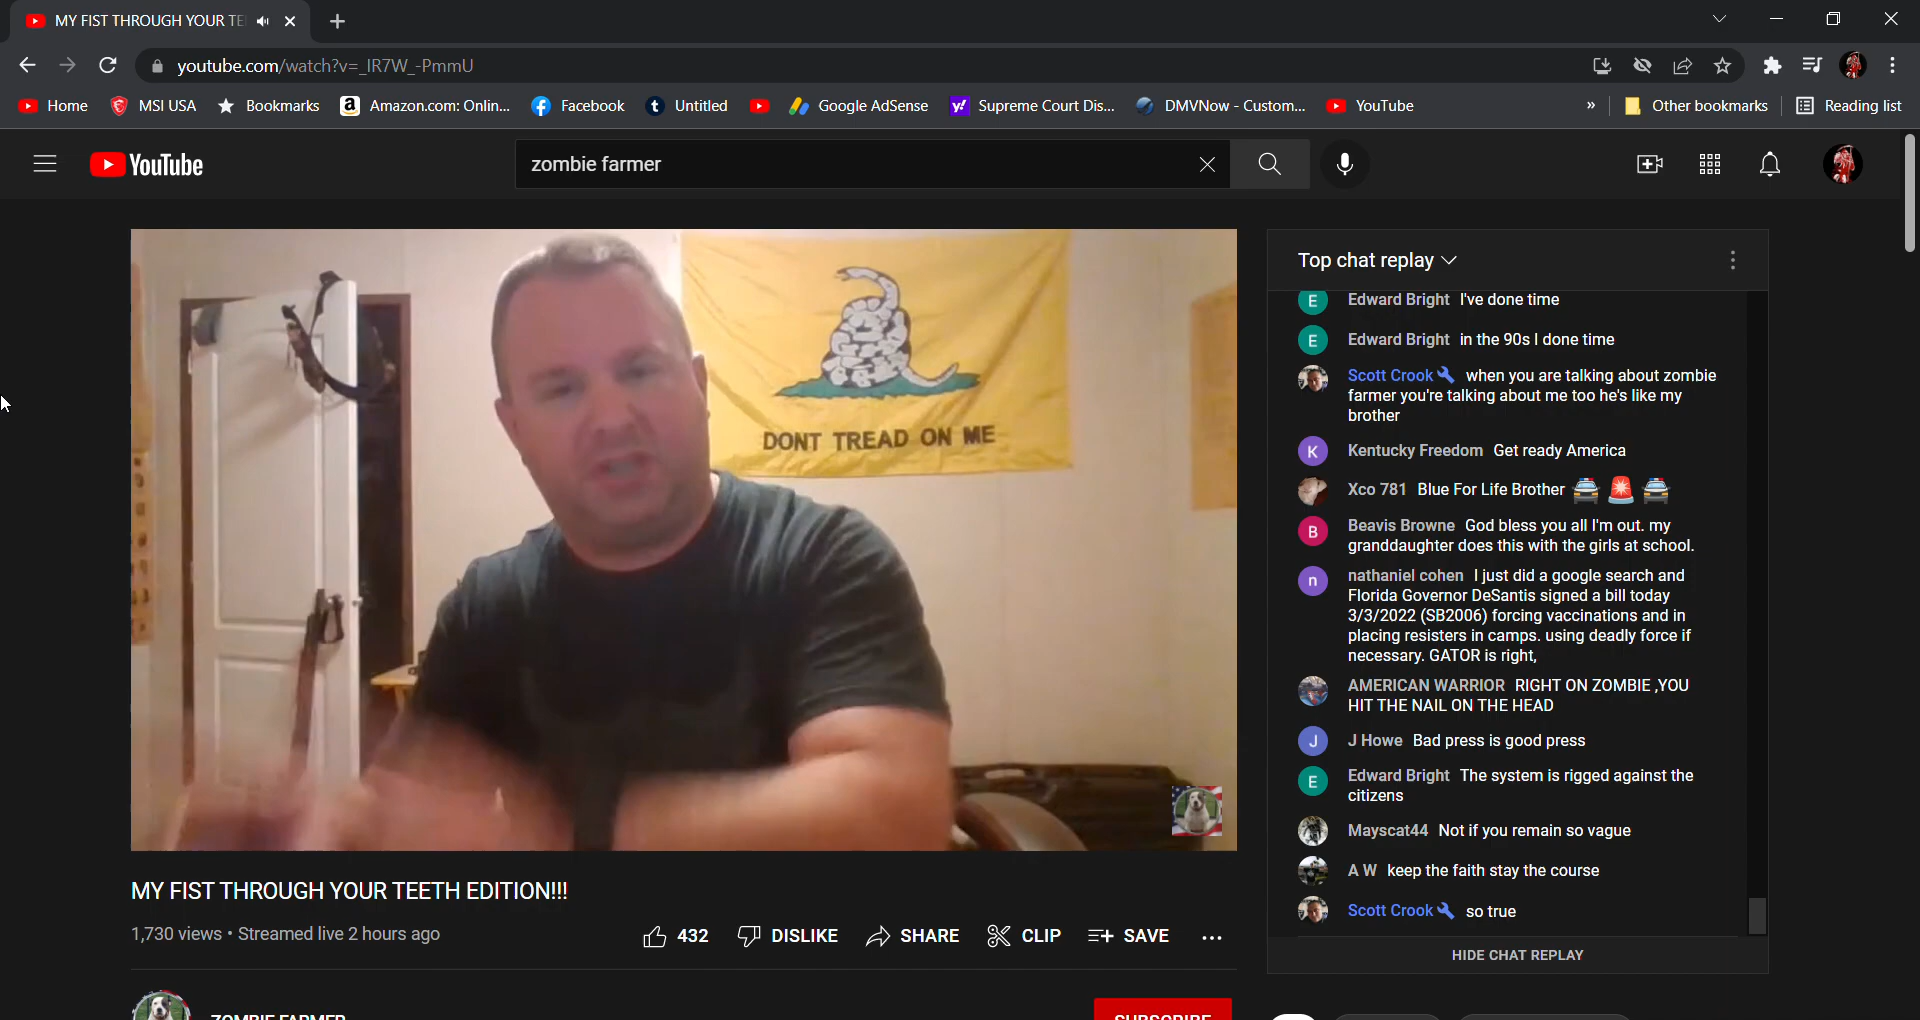 MY FIST THROUGH YOUR TE
youtube.com/watch?v=_IR7W_-PmmU
Home
MSI USA
Bookmarks
Amazon.com: Onlin...
Facebook
Untitled
Google AdSense
Supreme Court Dis...
DMVNow - Custom...
YouTube
»
Other bookmarks
Reading list
YouTube
zombie farmer
DONT TREAD ON ME
MY FIST THROUGH YOUR TEETH EDITION!!!
1,730 views • Streamed live 2 hours ago
432
DISLIKE
SHARE
CLIP
SAVE
ZOMBIE FARMER
SUBSCRIBE
Top chat replay
E Edward Bright I've done time
E Edward Bright in the 90s I done time
Scott Crook when you are talking about zombie
farmer you're talking about me too he's like my
brother
K Kentucky Freedom Get ready America
Xco 781 Blue For Life Brother 🚔 🚨 🚔
B Beavis Browne God bless you all I'm out. my
granddaughter does this with the girls at school.
n nathaniel cohen I just did a google search and
Florida Governor DeSantis signed a bill today
3/3/2022 (SB2006) forcing vaccinations and in
placing resisters in camps. using deadly force if
necessary. GATOR is right,
AMERICAN WARRIOR RIGHT ON ZOMBIE ,YOU
HIT THE NAIL ON THE HEAD
J J Howe Bad press is good press
E Edward Bright The system is rigged against the
citizens
Mayscat44 Not if you remain so vague
A W keep the faith stay the course
Scott Crook so true
HIDE CHAT REPLAY